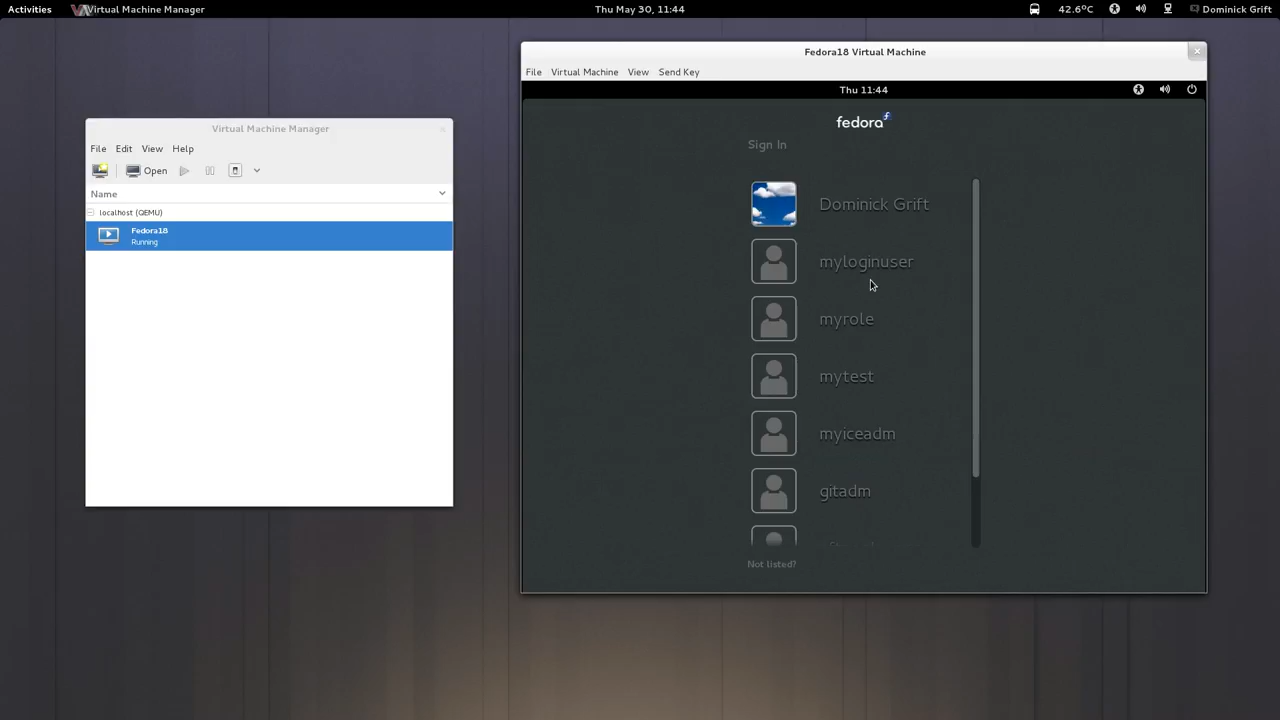 Activities
Virtual Machine Manager
Thu May 30, 11:44
42.6ºC
Dominick Grift
Virtual Machine Manager
File Edit View Help
Open
Name
localhost (QEMU)
Fedora18
Running
Fedora18 Virtual Machine
File Virtual Machine View Send Key
Thu 11:44
fedora
Sign In
Dominick Grift
myloginuser
myrole
mytest
myiceadm
gitadm
Not listed?